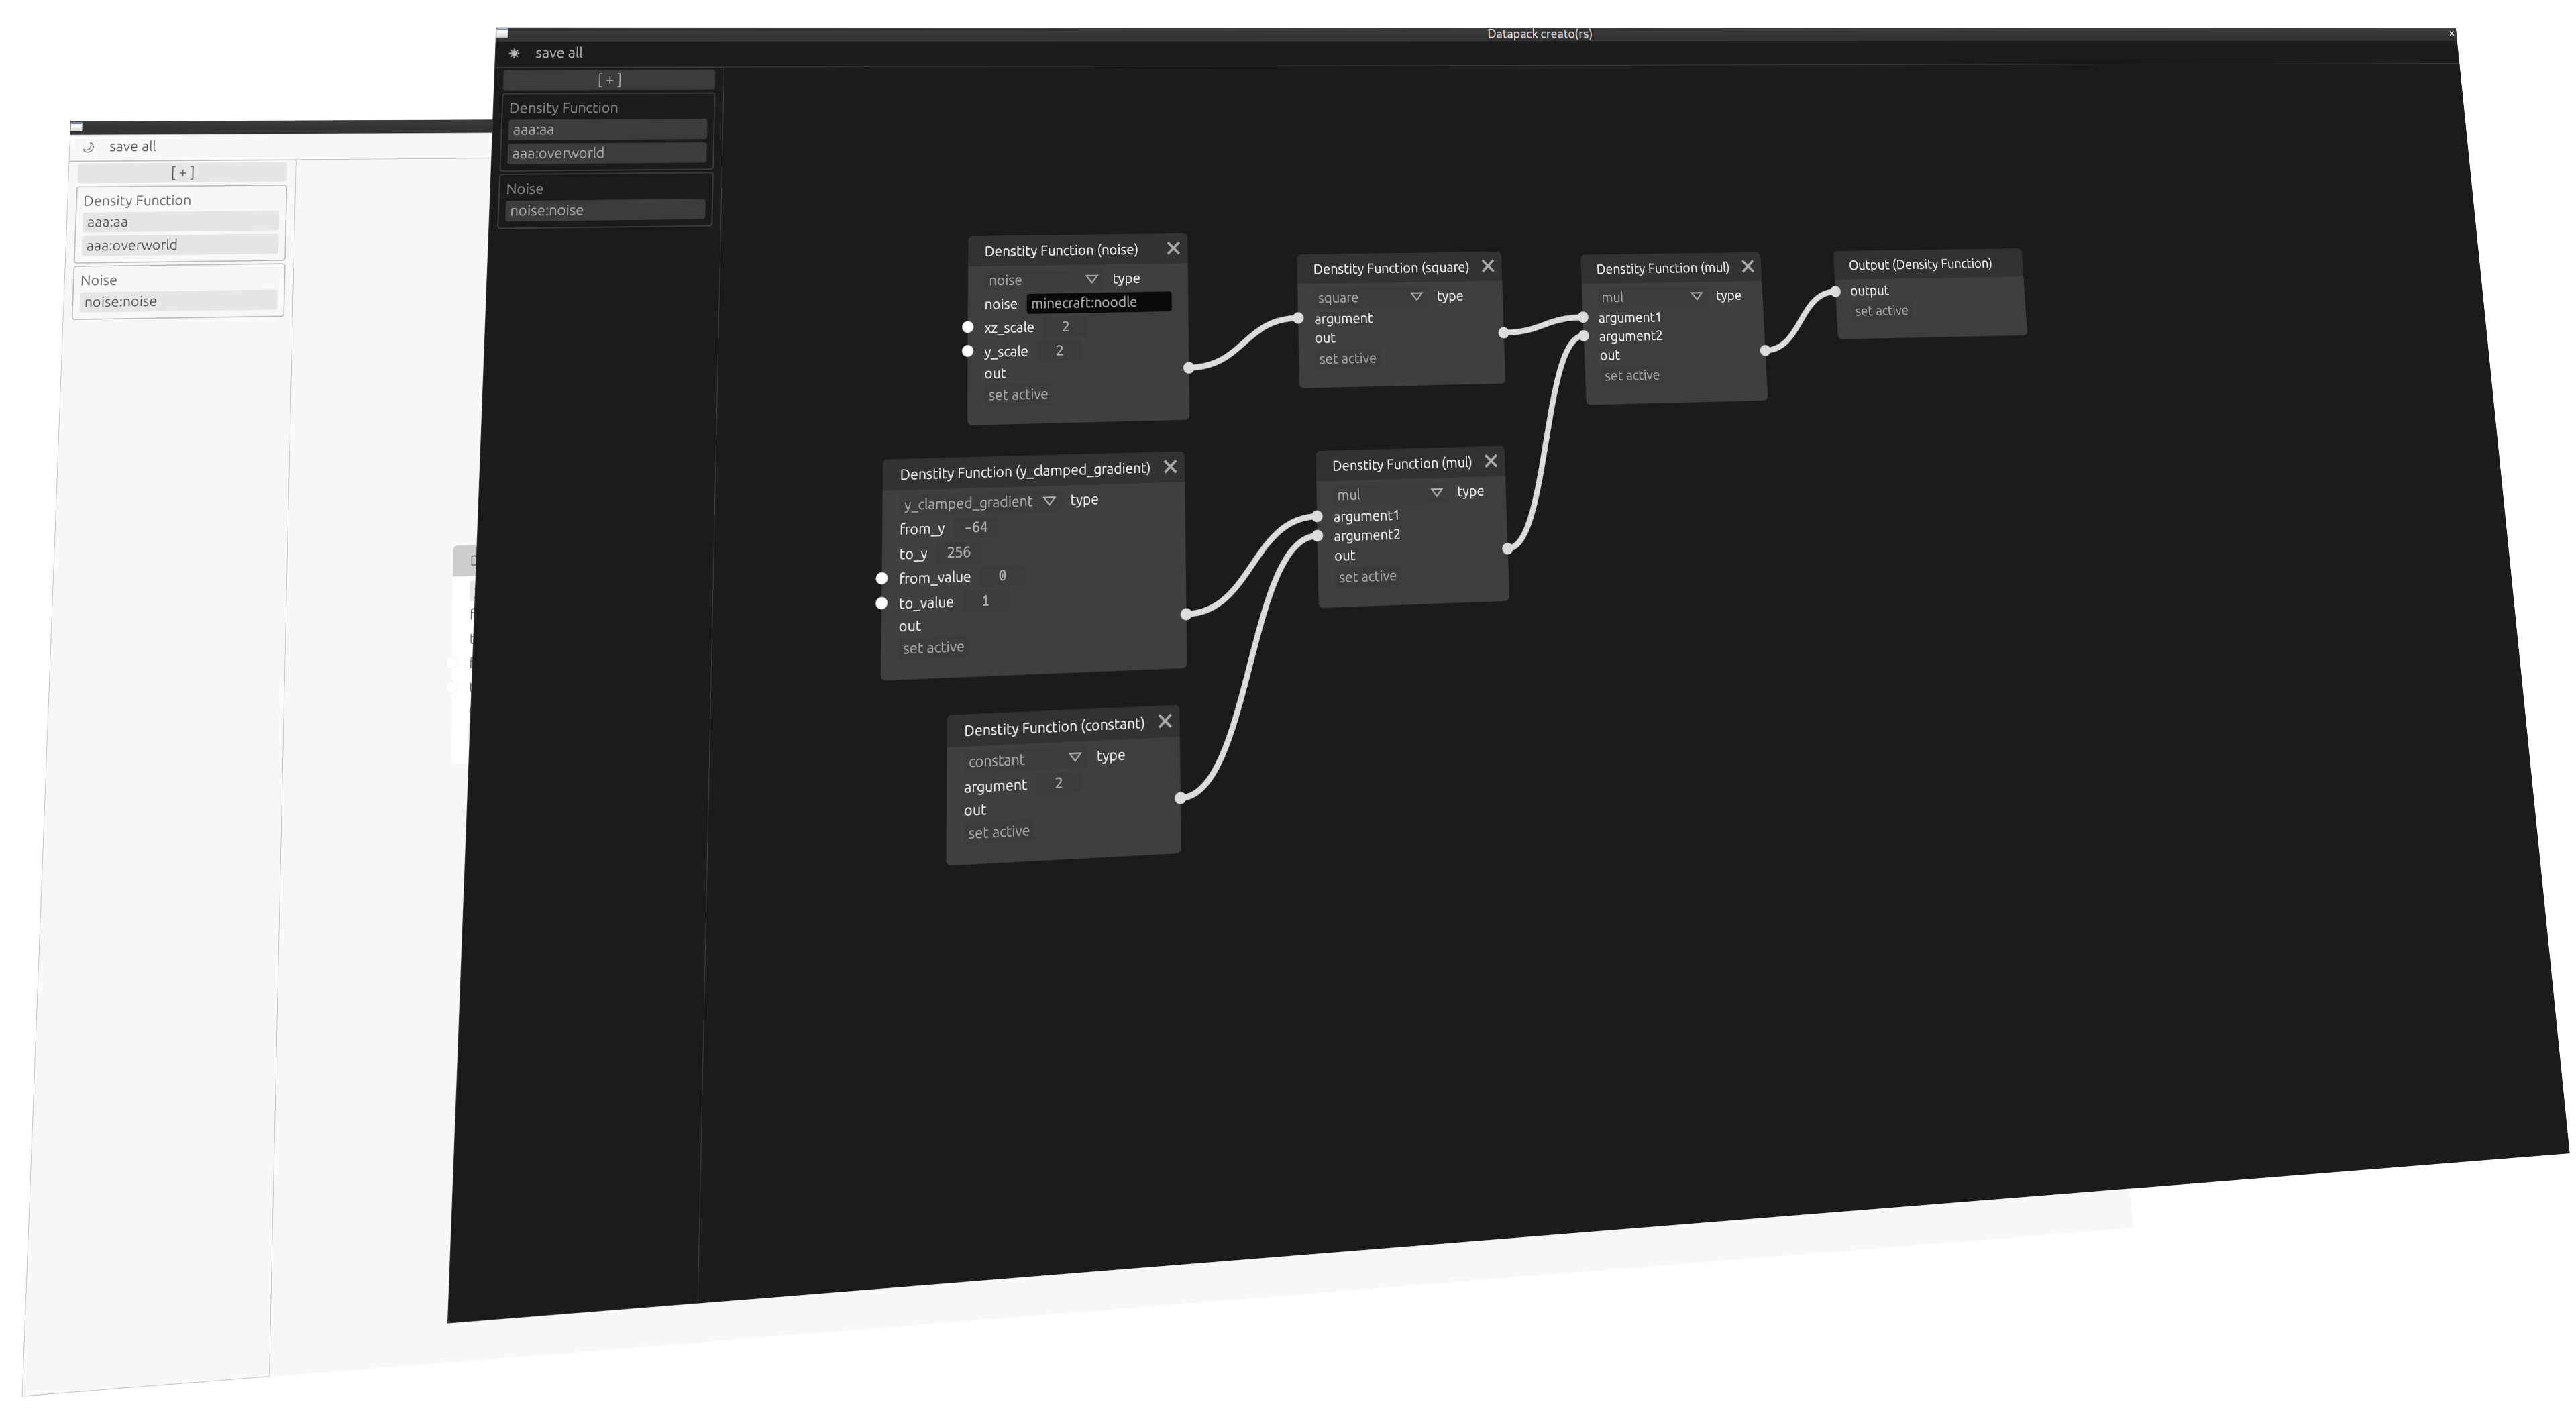 save all
[ + ]
Density Function
aaa:aa
aaa:overworld
Noise
noise:noise
Datapack creato(rs)
save all
[ + ]
Density Function
aaa:aa
aaa:overworld
Noise
noise:noise
Denstity Function (noise)
noise type
noise minecraft:noodle
xz_scale 2
y_scale 2
out
set active
Denstity Function (square)
square type
argument
out
set active
Denstity Function (mul)
mul type
argument1
argument2
out
set active
Output (Density Function)
output
set active
Denstity Function (y_clamped_gradient)
y_clamped_gradient type
from_y -64
to_y 256
from_value 0
to_value 1
out
set active
Denstity Function (mul)
mul type
argument1
argument2
out
set active
Denstity Function (constant)
constant type
argument 2
out
set active